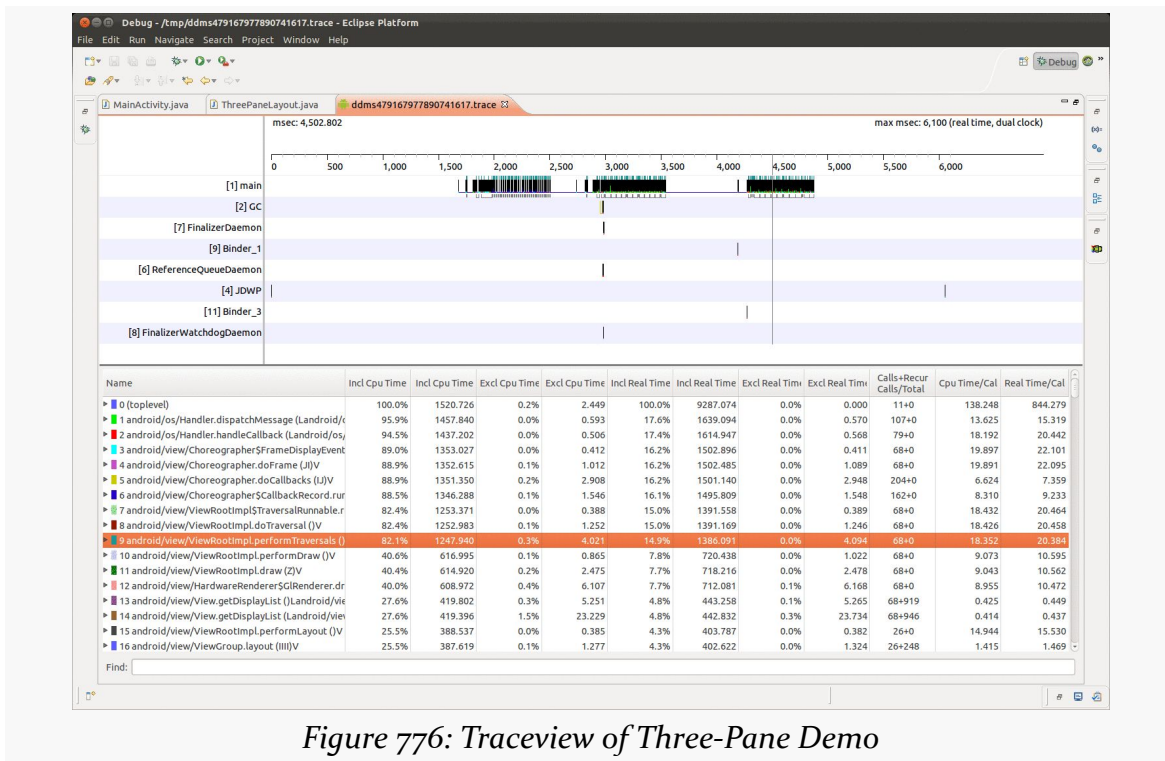 Debug - /tmp/ddms479167977890741617.trace - Eclipse Platform
File Edit Run Navigate Search Project Window Help
Debug »
MainActivity.java ThreePaneLayout.java ddms479167977890741617.trace
msec: 4,502.802 max msec: 6,100 (real time, dual clock)
0 500 1,000 1,500 2,000 2,500 3,000 3,500 4,000 4,500 5,000 5,500 6,000
[1] main
[2] GC
[7] FinalizerDaemon
[9] Binder_1
[6] ReferenceQueueDaemon
[4] JDWP
[11] Binder_3
[8] FinalizerWatchdogDaemon
Name Incl Cpu Time Incl Cpu Time Excl Cpu Time Excl Cpu Time Incl Real Time Incl Real Time Excl Real Time Excl Real Time Calls+Recur Calls/Total Cpu Time/Cal Real Time/Cal
0 (toplevel) 100.0% 1520.726 0.2% 2.449 100.0% 9287.074 0.0% 0.000 11+0 138.248 844.279
1 android/os/Handler.dispatchMessage (Landroid/c 95.9% 1457.840 0.0% 0.593 17.6% 1639.094 0.0% 0.570 107+0 13.625 15.319
2 android/os/Handler.handleCallback (Landroid/os/ 94.5% 1437.202 0.0% 0.506 17.4% 1614.947 0.0% 0.568 79+0 18.192 20.442
3 android/view/Choreographer$FrameDisplayEvent 89.0% 1353.027 0.0% 0.412 16.2% 1502.896 0.0% 0.411 68+0 19.897 22.101
4 android/view/Choreographer.doFrame (JI)V 88.9% 1352.615 0.1% 1.012 16.2% 1502.485 0.0% 1.089 68+0 19.891 22.095
5 android/view/Choreographer.doCallbacks (IJ)V 88.9% 1351.350 0.2% 2.908 16.2% 1501.140 0.0% 2.948 204+0 6.624 7.359
6 android/view/Choreographer$CallbackRecord.rur 88.5% 1346.288 0.1% 1.546 16.1% 1495.809 0.0% 1.548 162+0 8.310 9.233
7 android/view/ViewRootImpl$TraversalRunnable.r 82.4% 1253.371 0.0% 0.388 15.0% 1391.558 0.0% 0.389 68+0 18.432 20.464
8 android/view/ViewRootImpl.doTraversal ()V 82.4% 1252.983 0.1% 1.252 15.0% 1391.169 0.0% 1.246 68+0 18.426 20.458
9 android/view/ViewRootImpl.performTraversals () 82.1% 1247.940 0.3% 4.021 14.9% 1386.091 0.0% 4.094 68+0 18.352 20.384
10 android/view/ViewRootImpl.performDraw ()V 40.6% 616.995 0.1% 0.865 7.8% 720.438 0.0% 1.022 68+0 9.073 10.595
11 android/view/ViewRootImpl.draw (Z)V 40.4% 614.920 0.2% 2.475 7.7% 718.216 0.0% 2.478 68+0 9.043 10.562
12 android/view/HardwareRenderer$GlRenderer.dr 40.0% 608.972 0.4% 6.107 7.7% 712.081 0.1% 6.168 68+0 8.955 10.472
13 android/view/View.getDisplayList ()Landroid/vie 27.6% 419.802 0.3% 5.251 4.8% 443.258 0.1% 5.265 68+919 0.425 0.449
14 android/view/View.getDisplayList (Landroid/view 27.6% 419.396 1.5% 23.229 4.8% 442.832 0.3% 23.734 68+946 0.414 0.437
15 android/view/ViewRootImpl.performLayout ()V 25.5% 388.537 0.0% 0.385 4.3% 403.787 0.0% 0.382 26+0 14.944 15.530
16 android/view/ViewGroup.layout (IIII)V 25.5% 387.619 0.1% 1.277 4.3% 402.622 0.0% 1.324 26+248 1.415 1.469
Find:
Figure 776: Traceview of Three-Pane Demo